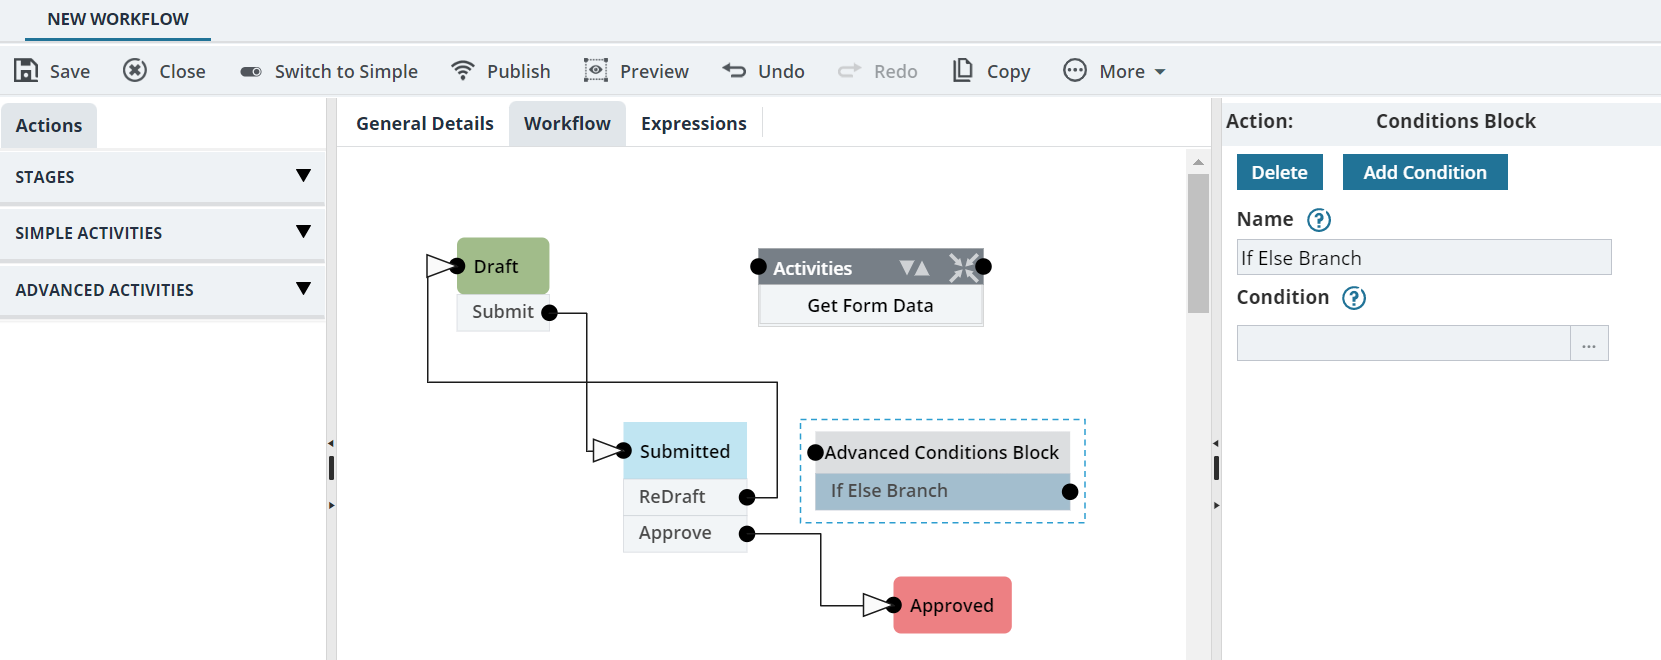 NEW WORKFLOW
Save Close Switch to Simple Publish Preview Undo Redo Copy More
Actions
STAGES
SIMPLE ACTIVITIES
ADVANCED ACTIVITIES
General Details Workflow Expressions
Draft
Submit
Activities
Get Form Data
Submitted
ReDraft
Approve
Advanced Conditions Block
If Else Branch
Approved
Action: Conditions Block
Delete Add Condition
Name ?
If Else Branch
Condition ?
...